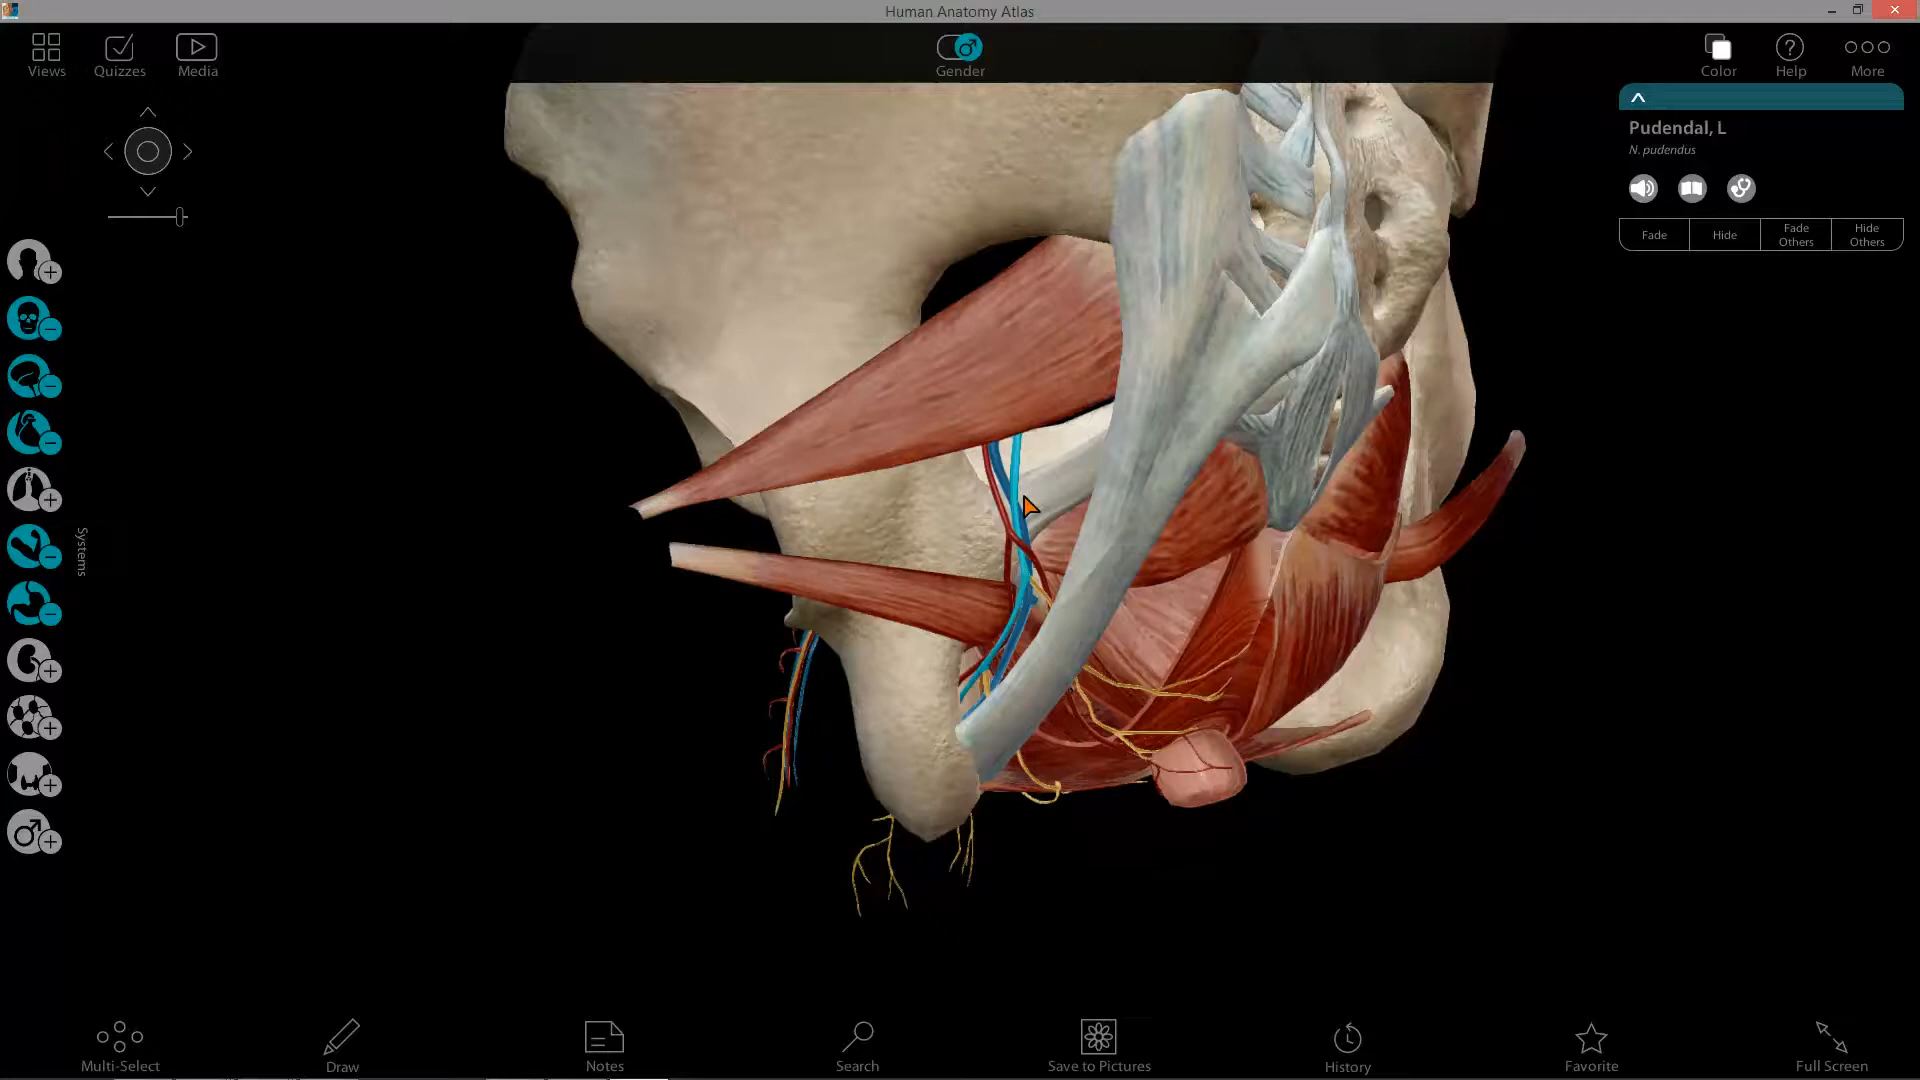 Human Anatomy Atlas
Views
Quizzes
Media
Gender
Color
Help
More
Pudendal, L
N. pudendus
Fade
Hide
Fade
Others
Hide
Others
Systems
Multi-Select
Draw
Notes
Search
Save to Pictures
History
Favorite
Full Screen